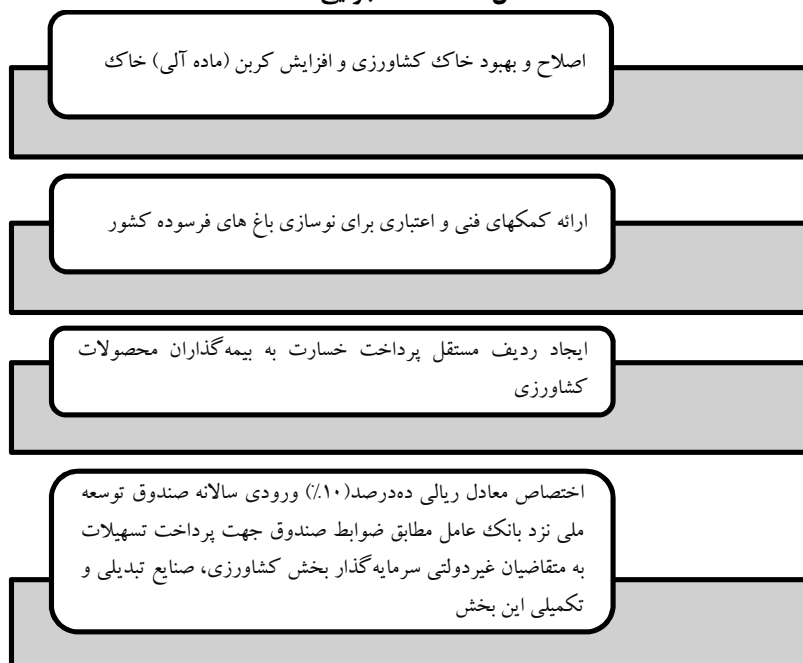 اصلاح و بهبود خاک کشاورزی و افزایش کربن (ماده آلی) خاک
ارائه کمکهای فنی و اعتباری برای نوسازی باغ های فرسوده کشور
ایجاد ردیف مستقل پرداخت خسارت به بیمه‌گذاران محصولات
کشاورزی
اختصاص معادل ریالی ده‌درصد(۱۰٪) ورودی سالانه صندوق توسعه
ملی نزد بانک عامل مطابق ضوابط صندوق جهت پرداخت تسهیلات
به متقاضیان غیردولتی سرمایه‌گذار بخش کشاورزی، صنایع تبدیلی و
تکمیلی این بخش